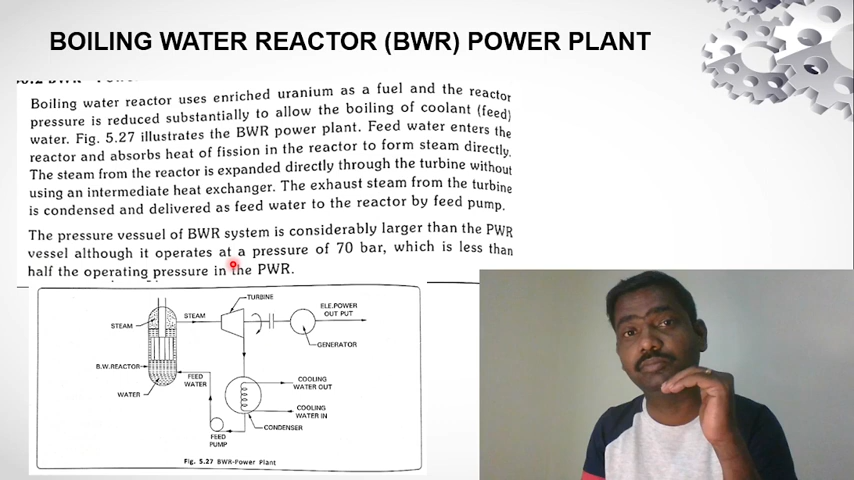 BOILING WATER REACTOR (BWR) POWER PLANT
Boiling water reactor uses enriched uranium as a fuel and the reactor
pressure is reduced substantially to allow the boiling of coolant (feed)
water. Fig. 5.27 illustrates the BWR power plant. Feed water enters the
reactor and absorbs heat of fission in the reactor to form steam directly.
The steam from the reactor is expanded directly through the turbine without
using an intermediate heat exchanger. The exhaust steam from the turbine
is condensed and delivered as feed water to the reactor by feed pump.
The pressure vessuel of BWR system is considerably larger than the PWR
vessel although it operates at a pressure of 70 bar, which is less than
half the operating pressure in the PWR.
TURBINE
STEAM
ELE.POWER
OUT PUT
STEAM
GENERATOR
B.W.REACTOR
FEED
WATER
COOLING
WATER OUT
WATER
COOLING
WATER IN
CONDENSER
FEED
PUMP
Fig. 5.27 BWR-Power Plant